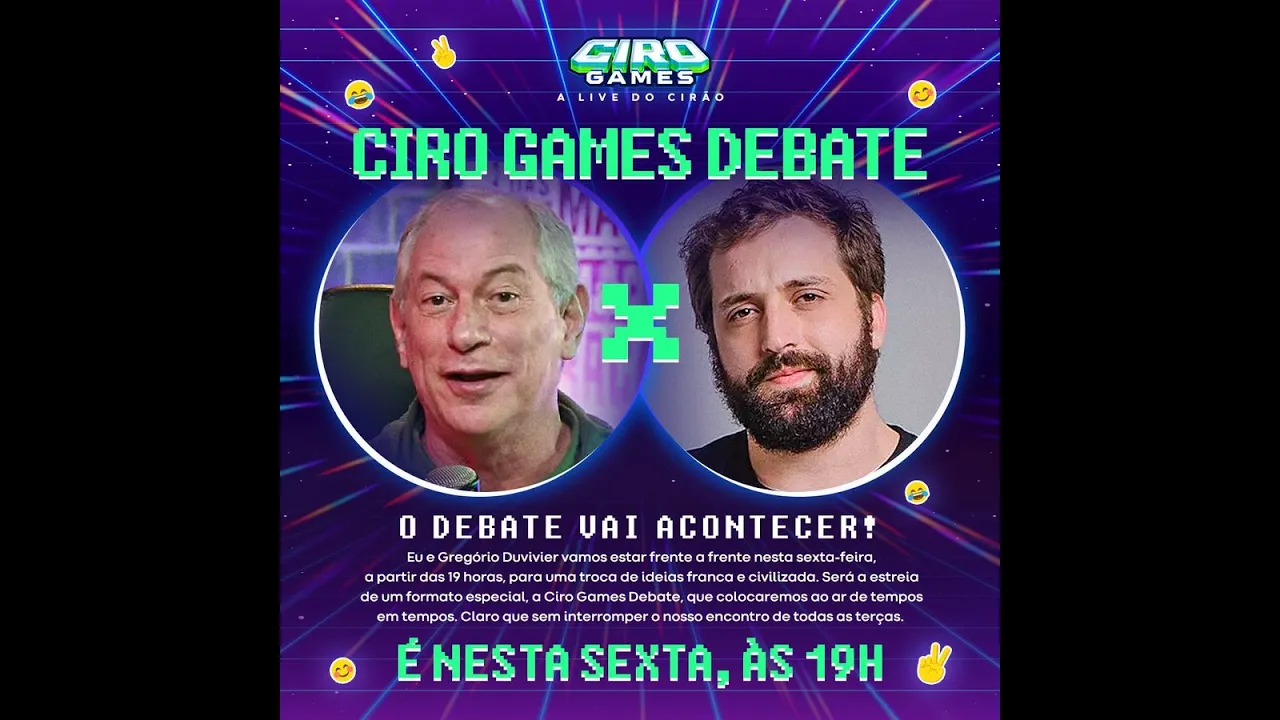 CIRO
GAMES
A LIVE DO CIRÃO
CIRO GAMES DEBATE
X
O DEBATE VAI ACONTECER!
Eu e Gregório Duvivier vamos estar frente a frente nesta sexta-feira,
a partir das 19 horas, para uma troca de ideias franca e civilizada. Será a estreia
de um formato especial, a Ciro Games Debate, que colocaremos ao ar de tempos
em tempos. Claro que sem interromper o nosso encontro de todas as terças.
É NESTA SEXTA, ÀS 19H